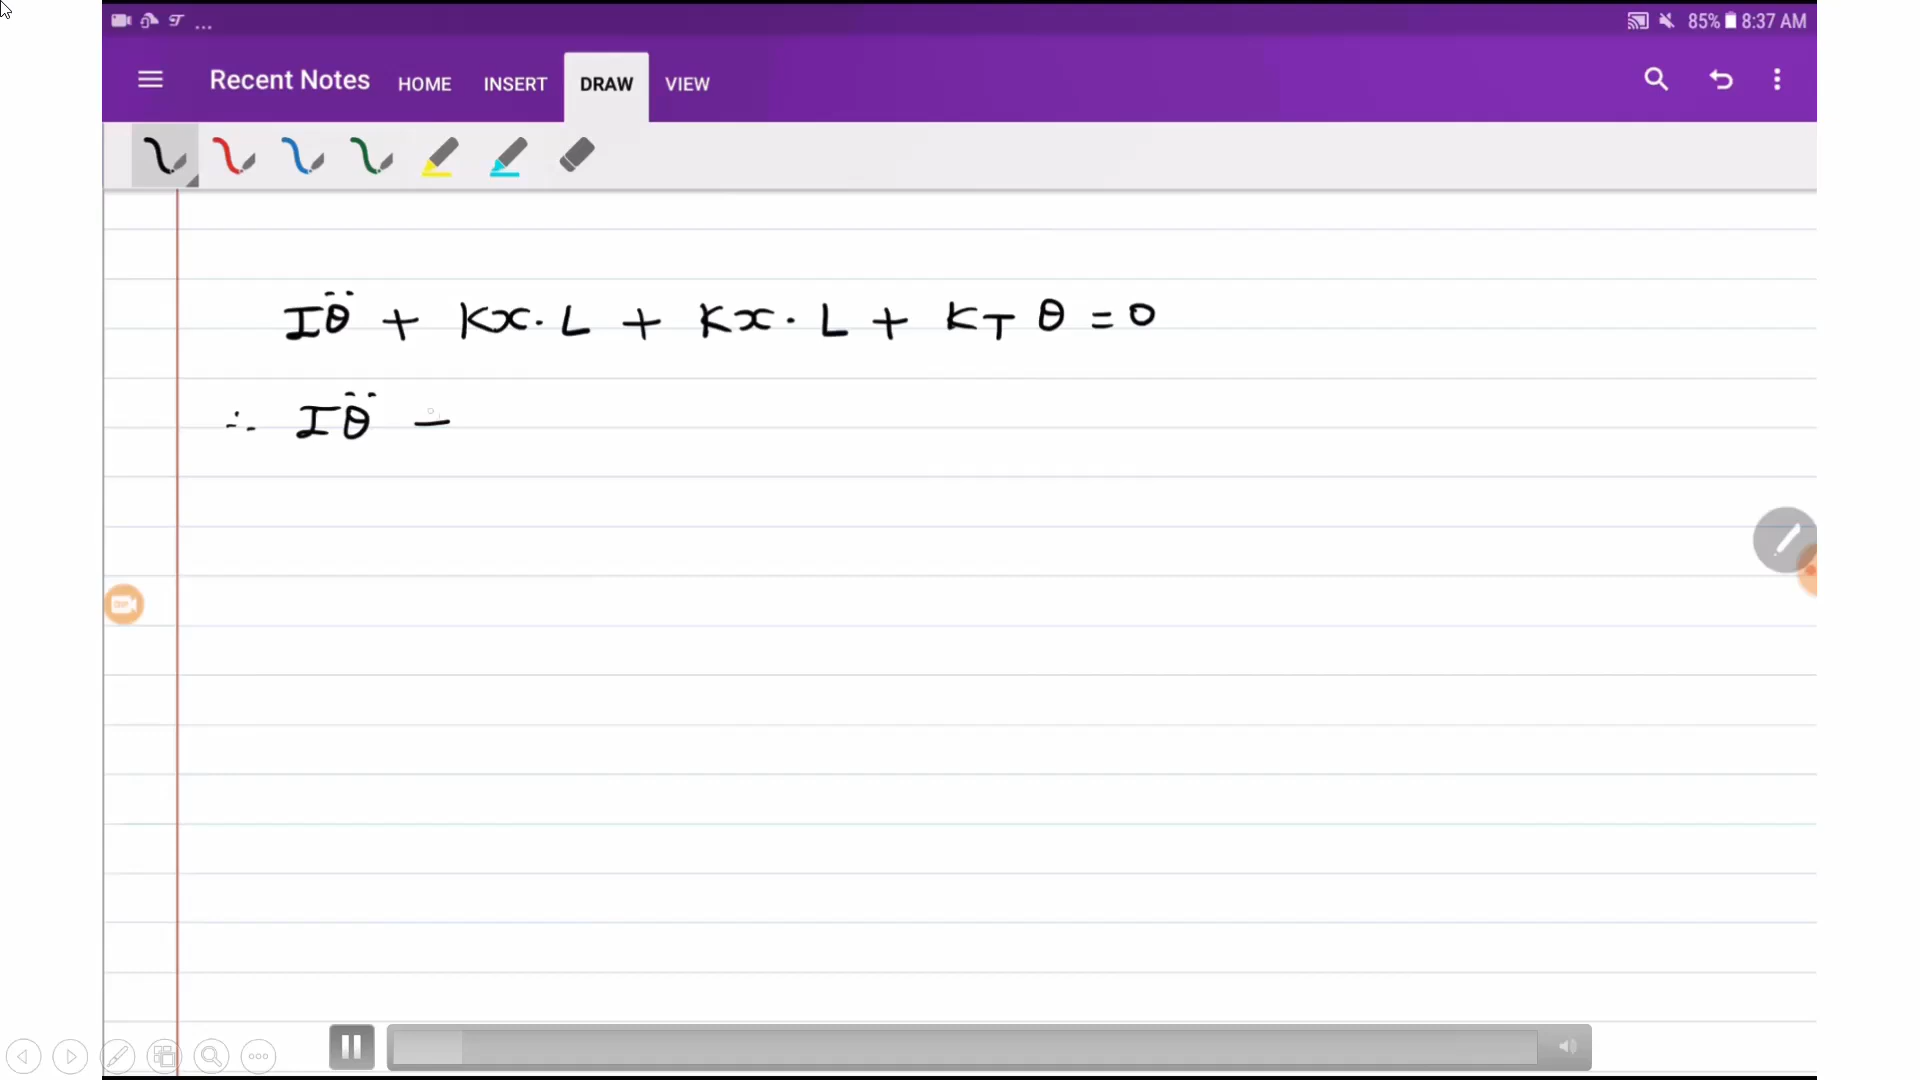 ...
85% 8:37 AM
Recent Notes HOME INSERT DRAW VIEW
Iθ̈ + Kx · L + Kx · L + K_T θ = 0
∴ Iθ̈ −